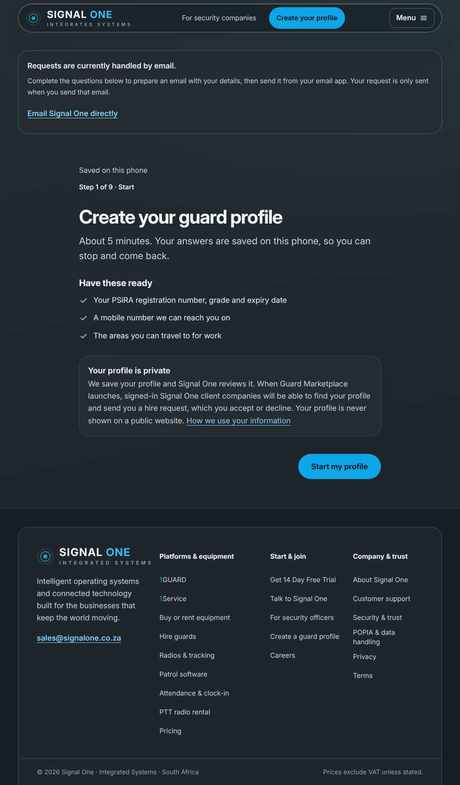 SIGNAL ONE
INTEGRATED SYSTEMS
For security companies
Create your profile
Menu
Requests are currently handled by email.
Complete the questions below to prepare an email with your details, then send it from your email app. Your request is only sent
when you send that email.
Email Signal One directly
Saved on this phone
Step 1 of 9 · Start
Create your guard profile
About 5 minutes. Your answers are saved on this phone, so you can
stop and come back.
Have these ready
Your PSiRA registration number, grade and expiry date
A mobile number we can reach you on
The areas you can travel to for work
Your profile is private
We save your profile and Signal One reviews it. When Guard Marketplace
launches, signed-in Signal One client companies will be able to find your profile
and send you a hire request, which you accept or decline. Your profile is never
shown on a public website. How we use your information
Start my profile
SIGNAL ONE
INTEGRATED SYSTEMS
Intelligent operating systems
and connected technology
built for the businesses that
keep the world moving.
sales@signalone.co.za
Platforms & equipment
1GUARD
1Service
Buy or rent equipment
Hire guards
Radios & tracking
Patrol software
Attendance & clock-in
PTT radio rental
Pricing
Start & join
Get 14 Day Free Trial
Talk to Signal One
For security officers
Create a guard profile
Careers
Company & trust
About Signal One
Customer support
Security & trust
POPIA & data
handling
Privacy
Terms
© 2026 Signal One · Integrated Systems · South Africa
Prices exclude VAT unless stated.